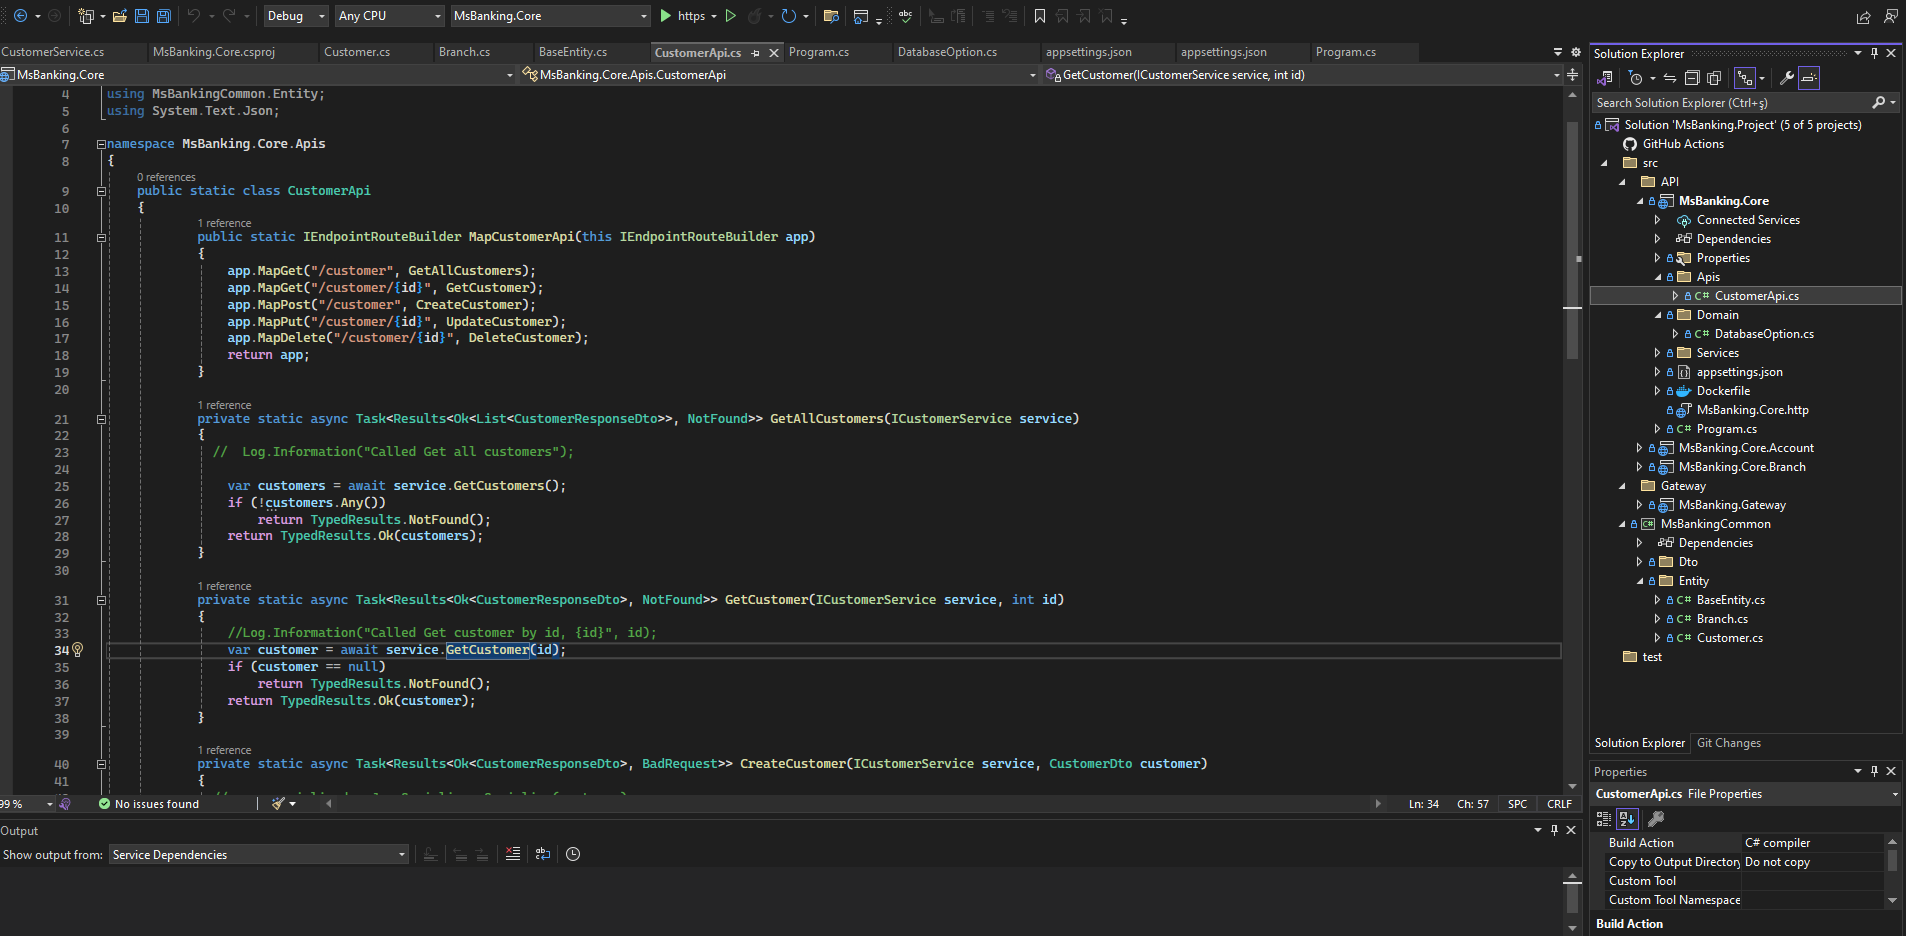 Debug Any CPU MsBanking.Core https
CustomerService.cs MsBanking.Core.csproj Customer.cs Branch.cs BaseEntity.cs CustomerApi.cs Program.cs DatabaseOption.cs appsettings.json appsettings.json Program.cs
MsBanking.Core MsBanking.Core.Apis.CustomerApi GetCustomer(ICustomerService service, int id)
4 using MsBankingCommon.Entity;
5 using System.Text.Json;
6
7 namespace MsBanking.Core.Apis
8 {
0 references
9 public static class CustomerApi
10 {
1 reference
11 public static IEndpointRouteBuilder MapCustomerApi(this IEndpointRouteBuilder app)
12 {
13 app.MapGet("/customer", GetAllCustomers);
14 app.MapGet("/customer/{id}", GetCustomer);
15 app.MapPost("/customer", CreateCustomer);
16 app.MapPut("/customer/{id}", UpdateCustomer);
17 app.MapDelete("/customer/{id}", DeleteCustomer);
18 return app;
19 }
20
1 reference
21 private static async Task<Results<Ok<List<CustomerResponseDto>>, NotFound>> GetAllCustomers(ICustomerService service)
22 {
23 // Log.Information("Called Get all customers");
24
25 var customers = await service.GetCustomers();
26 if (!customers.Any())
27 return TypedResults.NotFound();
28 return TypedResults.Ok(customers);
29 }
30
1 reference
31 private static async Task<Results<Ok<CustomerResponseDto>, NotFound>> GetCustomer(ICustomerService service, int id)
32 {
33 //Log.Information("Called Get customer by id, {id}", id);
34 var customer = await service.GetCustomer(id);
35 if (customer == null)
36 return TypedResults.NotFound();
37 return TypedResults.Ok(customer);
38 }
39
1 reference
40 private static async Task<Results<Ok<CustomerResponseDto>, BadRequest>> CreateCustomer(ICustomerService service, CustomerDto customer)
41 {
99 % No issues found Ln: 34 Ch: 57 SPC CRLF
Output
Show output from: Service Dependencies
Solution Explorer
Search Solution Explorer (Ctrl+ş)
Solution 'MsBanking.Project' (5 of 5 projects)
GitHub Actions
src
API
MsBanking.Core
Connected Services
Dependencies
Properties
Apis
C# CustomerApi.cs
Domain
C# DatabaseOption.cs
Services
appsettings.json
Dockerfile
MsBanking.Core.http
C# Program.cs
MsBanking.Core.Account
MsBanking.Core.Branch
Gateway
MsBanking.Gateway
C# MsBankingCommon
Dependencies
Dto
Entity
C# BaseEntity.cs
C# Branch.cs
C# Customer.cs
test
Solution Explorer Git Changes
Properties
CustomerApi.cs File Properties
Build Action C# compiler
Copy to Output Directory Do not copy
Custom Tool
Custom Tool Namespace
Build Action